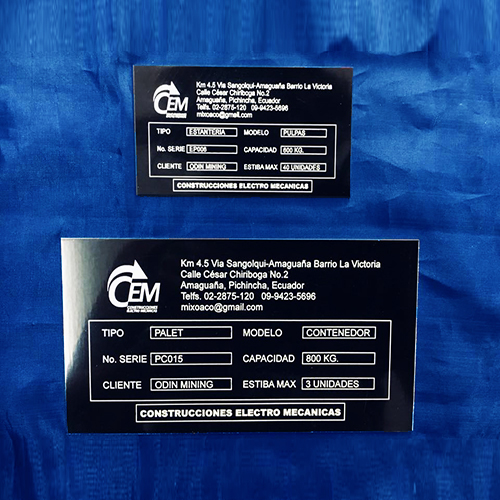 CEM
Km 4.5 Via Sangolqui-Amaguaña Barrio La Victoria
Calle César Chiriboga No.2
Amaguaña, Pichincha, Ecuador
Telfs. 02-2875-120 09-9423-5696
mixoaco@gmail.com
TIPO ESTANTERIA MODELO PULPAS
No. SERIE EP006 CAPACIDAD 600 KG.
CLIENTE ODIN MINING ESTIBA MAX 40 UNIDADES
CONSTRUCCIONES ELECTRO MECANICAS
CEM
CONSTRUCCIONES
ELECTRO MECANICAS
Km 4.5 Via Sangolqui-Amaguaña Barrio La Victoria
Calle César Chiriboga No.2
Amaguaña, Pichincha, Ecuador
Telfs. 02-2875-120 09-9423-5696
mixoaco@gmail.com
TIPO PALET MODELO CONTENEDOR
No. SERIE PC015 CAPACIDAD 800 KG.
CLIENTE ODIN MINING ESTIBA MAX 3 UNIDADES
CONSTRUCCIONES ELECTRO MECANICAS